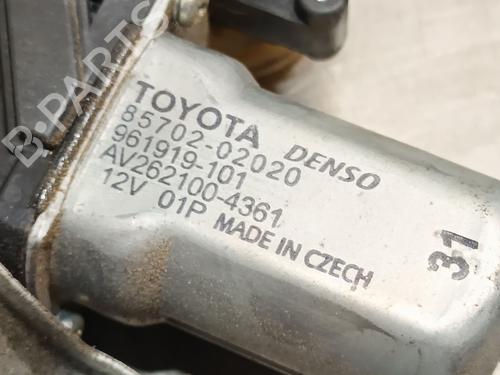 TOYOTA DENSO
85702-02020
961919-101
AV262100-4361
12V 01P MADE IN CZECH
31
B-PARTS